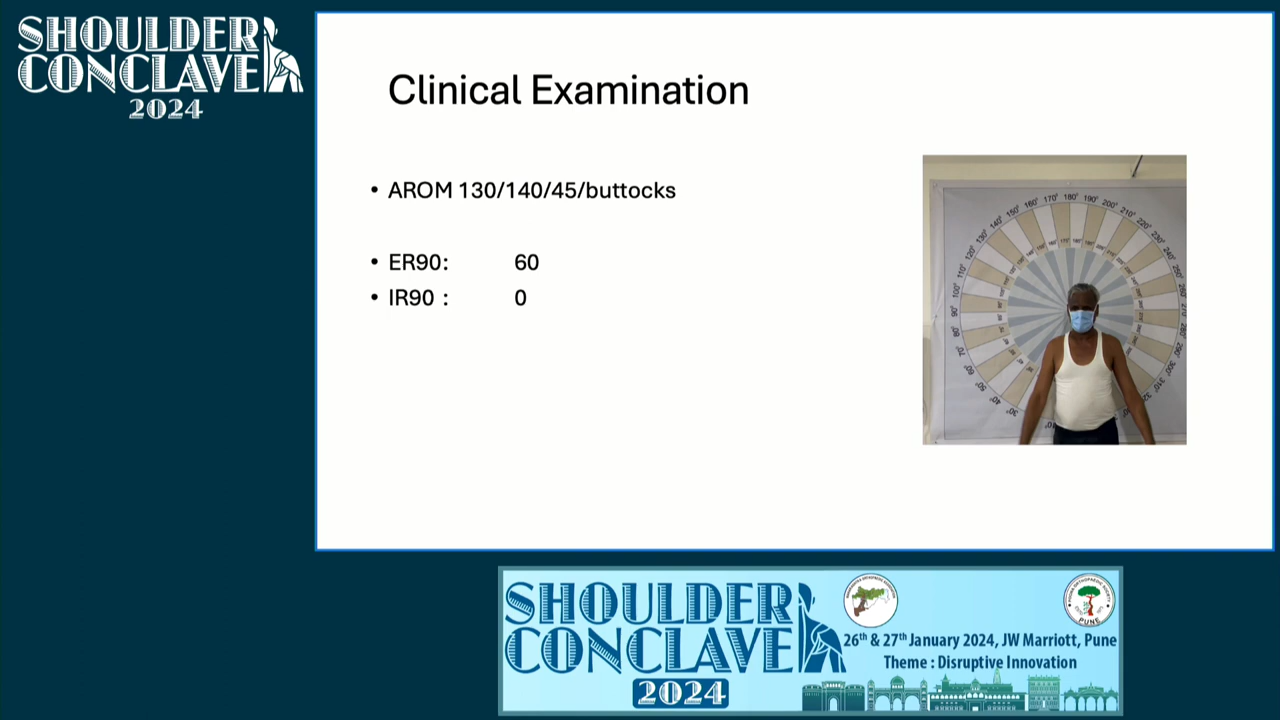 SHOULDER
CONCLAVE
2024
Clinical Examination
• AROM 130/140/45/buttocks
• ER90: 60
• IR90 : 0
SHOULDER
CONCLAVE
2024
PUNE
26th & 27th January 2024, JW Marriott, Pune
Theme : Disruptive Innovation